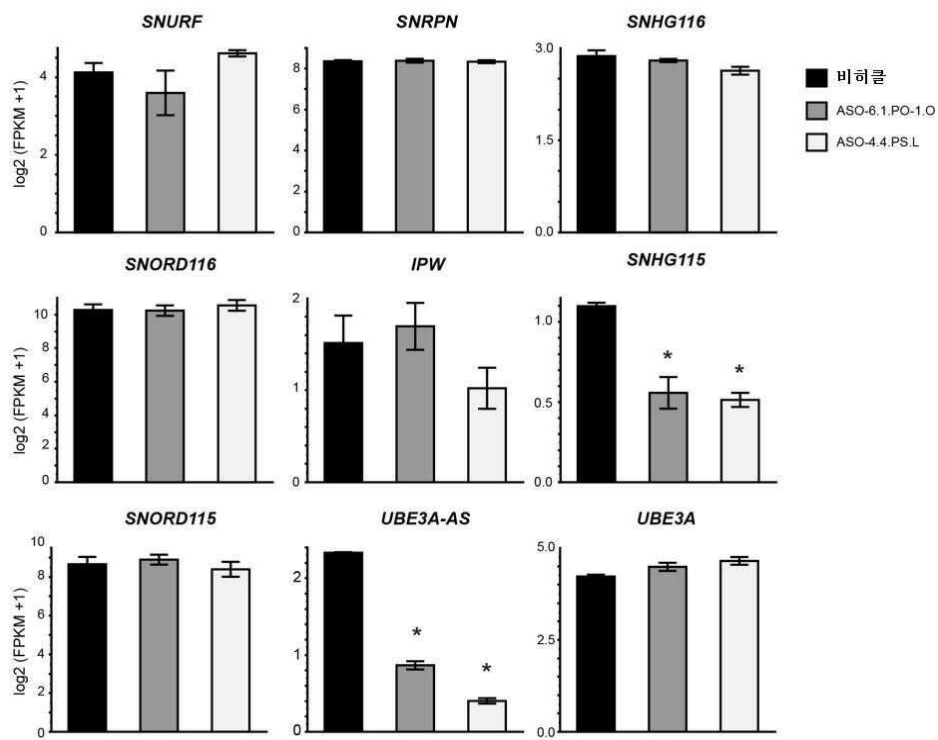 SNURF
SNRPN
SNHG116
log2 (FPKM +1)
4
2
0
8
6
4
2
0
3.0
1.5
0.0
비히클
ASO-6.1.PO-1.O
ASO-4.4.PS.L
SNORD116
IPW
SNHG115
log2 (FPKM +1)
10
8
6
4
2
0
2
1
0
1.0
0.5
0.0
*
*
SNORD115
UBE3A-AS
UBE3A
log2 (FPKM +1)
10
8
6
4
2
0
2
1
0
*
*
5.0
2.5
0.0